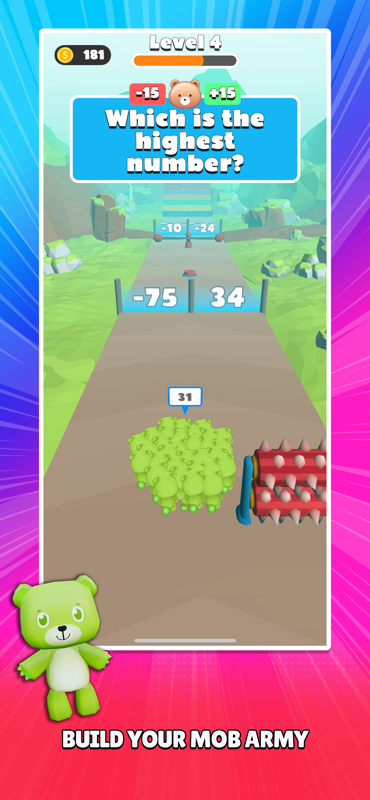 181
Level 4
-15 +15
Which is the
highest
number?
-10 -24
-75 34
31
BUILD YOUR MOB ARMY